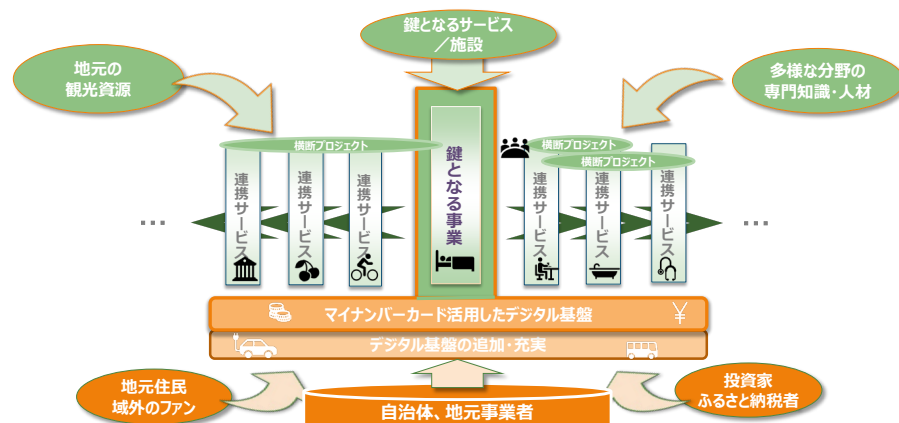 鍵となるサービス
／施設
地元の
観光資源
多様な分野の
専門知識・人材
横断プロジェクト
横断プロジェクト
横断プロジェクト
…
連携サービス
連携サービス
連携サービス
鍵となる事業
連携サービス
連携サービス
連携サービス
…
マイナンバーカード活用したデジタル基盤
¥
デジタル基盤の追加・充実
地元住民
域外のファン
自治体、地元事業者
投資家
ふるさと納税者